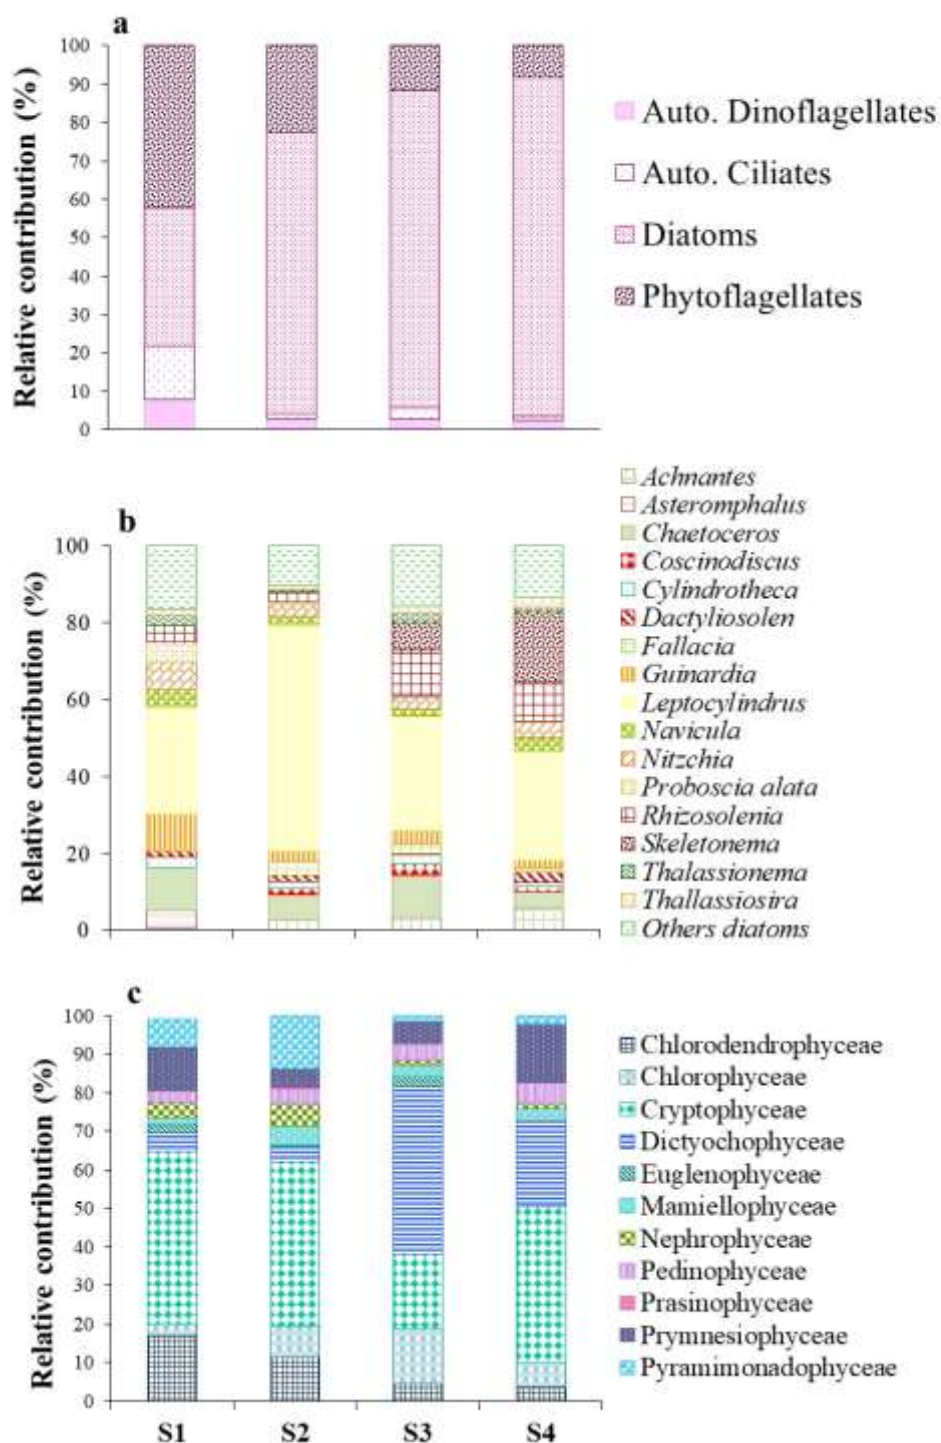 a
Relative contribution (%)
100
90
80
70
60
50
40
30
20
10
0
Auto. Dinoflagellates
Auto. Ciliates
Diatoms
Phytoflagellates
b
Relative contribution (%)
100
80
60
40
20
0
Achnantes
Asteromphalus
Chaetoceros
Coscinodiscus
Cylindrotheca
Dactyliosolen
Fallacia
Guinardia
Leptocylindrus
Navicula
Nitzchia
Proboscia alata
Rhizosolenia
Skeletonema
Thalassionema
Thallassiosira
Others diatoms
c
Relative contribution (%)
100
90
80
70
60
50
40
30
20
10
0
Chlorodendrophyceae
Chlorophyceae
Cryptophyceae
Dictyochophyceae
Euglenophyceae
Mamiellophyceae
Nephrophyceae
Pedinophyceae
Prasinophyceae
Prymnesiophyceae
Pyramimonadophyceae
S1 S2 S3 S4